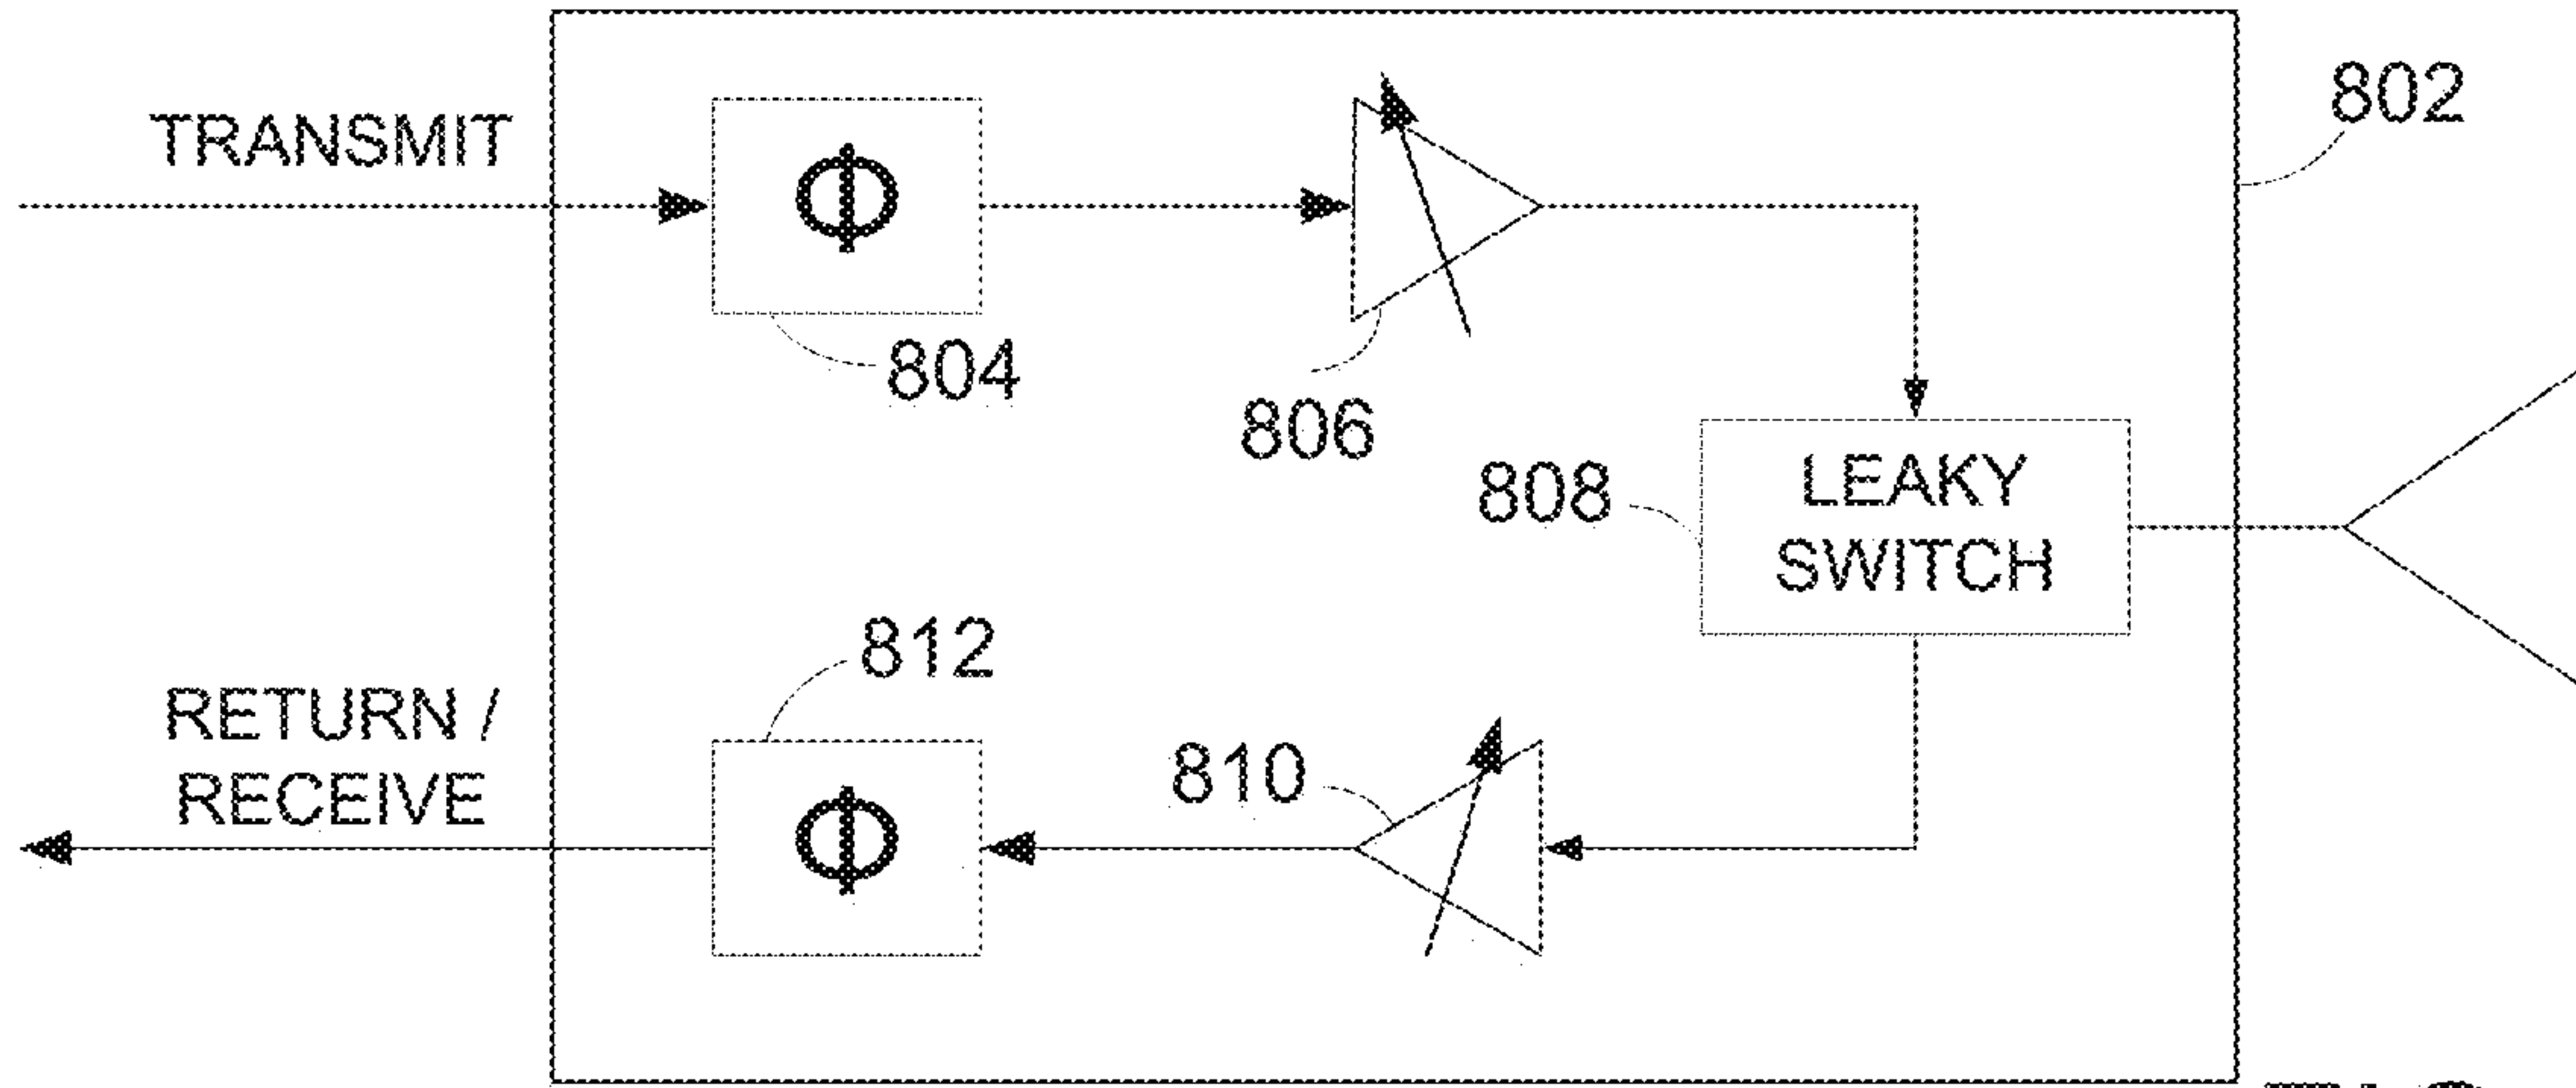 TRANSMIT
Φ
802
804
806
808
LEAKY
SWITCH
812
RETURN /
RECEIVE
Φ
810